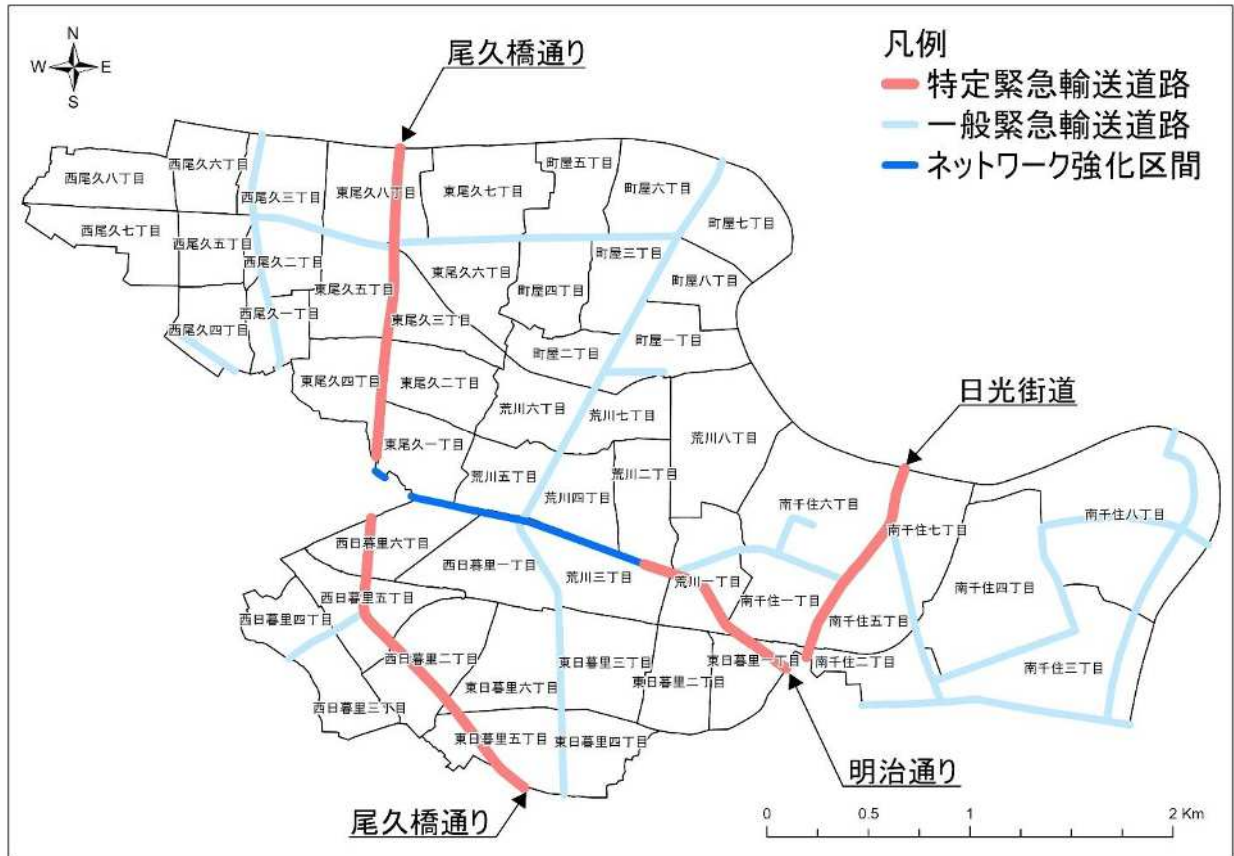 N
W
E
S
尾久橋通り
凡例
特定緊急輸送道路
一般緊急輸送道路
ネットワーク強化区間
西尾久八丁目
西尾久六丁目
西尾久三丁目
東尾久八丁目
東尾久七丁目
町屋五丁目
町屋六丁目
町屋七丁目
西尾久七丁目
西尾久五丁目
西尾久二丁目
東尾久五丁目
東尾久六丁目
町屋三丁目
町屋四丁目
町屋八丁目
西尾久四丁目
西尾久一丁目
東尾久三丁目
町屋二丁目
町屋一丁目
東尾久四丁目
東尾久二丁目
荒川六丁目
荒川七丁目
荒川八丁目
日光街道
東尾久一丁目
荒川五丁目
荒川四丁目
荒川二丁目
南千住六丁目
南千住七丁目
南千住八丁目
西日暮里六丁目
西日暮里一丁目
荒川三丁目
荒川一丁目
南千住一丁目
南千住四丁目
西日暮里五丁目
西日暮里四丁目
南千住五丁目
西日暮里二丁目
東日暮里三丁目
東日暮里一丁目
南千住二丁目
南千住三丁目
西日暮里三丁目
東日暮里六丁目
東日暮里二丁目
東日暮里五丁目
東日暮里四丁目
明治通り
尾久橋通り
0
0.5
1
2 Km